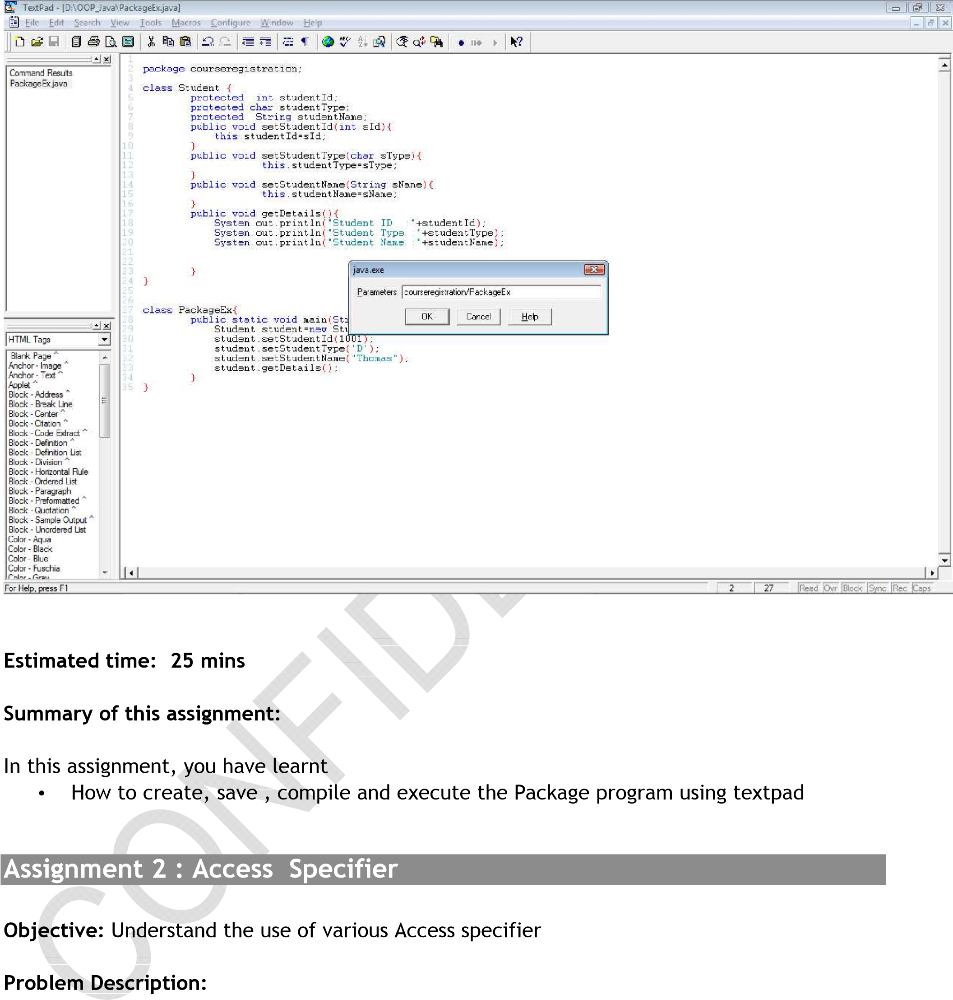 TextPad - [D:\OOP_Java\PackageEx.java]
File Edit Search View Tools Macros Configure Window Help
Command Results
PackageEx.java
HTML Tags
Blank Page ^
Anchor - Image ^
Anchor - Text ^
Applet ^
Block - Address ^
Block - Break Line
Block - Center ^
Block - Citation ^
Block - Code Extract ^
Block - Definition ^
Block - Definition List
Block - Division ^
Block - Horizontal Rule
Block - Ordered List
Block - Paragraph
Block - Preformatted ^
Block - Quotation ^
Block - Sample Output ^
Block - Unordered List
Color - Aqua
Color - Black
Color - Blue
Color - Fuschia
Color - Gray
1
2 package courseregistration;
3
4 class Student {
5 protected int studentId;
6 protected char studentType;
7 protected String studentName;
8 public void setStudentId(int sId){
9 this.studentId=sId;
10 }
11 public void setStudentType(char sType){
12 this.studentType=sType;
13 }
14 public void setStudentName(String sName){
15 this.studentName=sName;
16 }
17 public void getDetails(){
18 System.out.println("Student ID :"+studentId);
19 System.out.println("Student Type :"+studentType);
20 System.out.println("Student Name :"+studentName);
21
22
23 }
24 }
25
26
27 class PackageEx{
28 public static void main(Str
29 Student student=new Stu
30 student.setStudentId(1001);
31 student.setStudentType('D');
32 student.setStudentName("Thomas");
33 student.getDetails();
34 }
35 }
java.exe
Parameters courseregistration/PackageEx
OK Cancel Help
For Help, press F1 2 27 Read Ovr Block Sync Rec Caps
Estimated time: 25 mins
Summary of this assignment:
In this assignment, you have learnt
• How to create, save , compile and execute the Package program using textpad
Assignment 2 : Access Specifier
Objective: Understand the use of various Access specifier
Problem Description:
CONFIDE